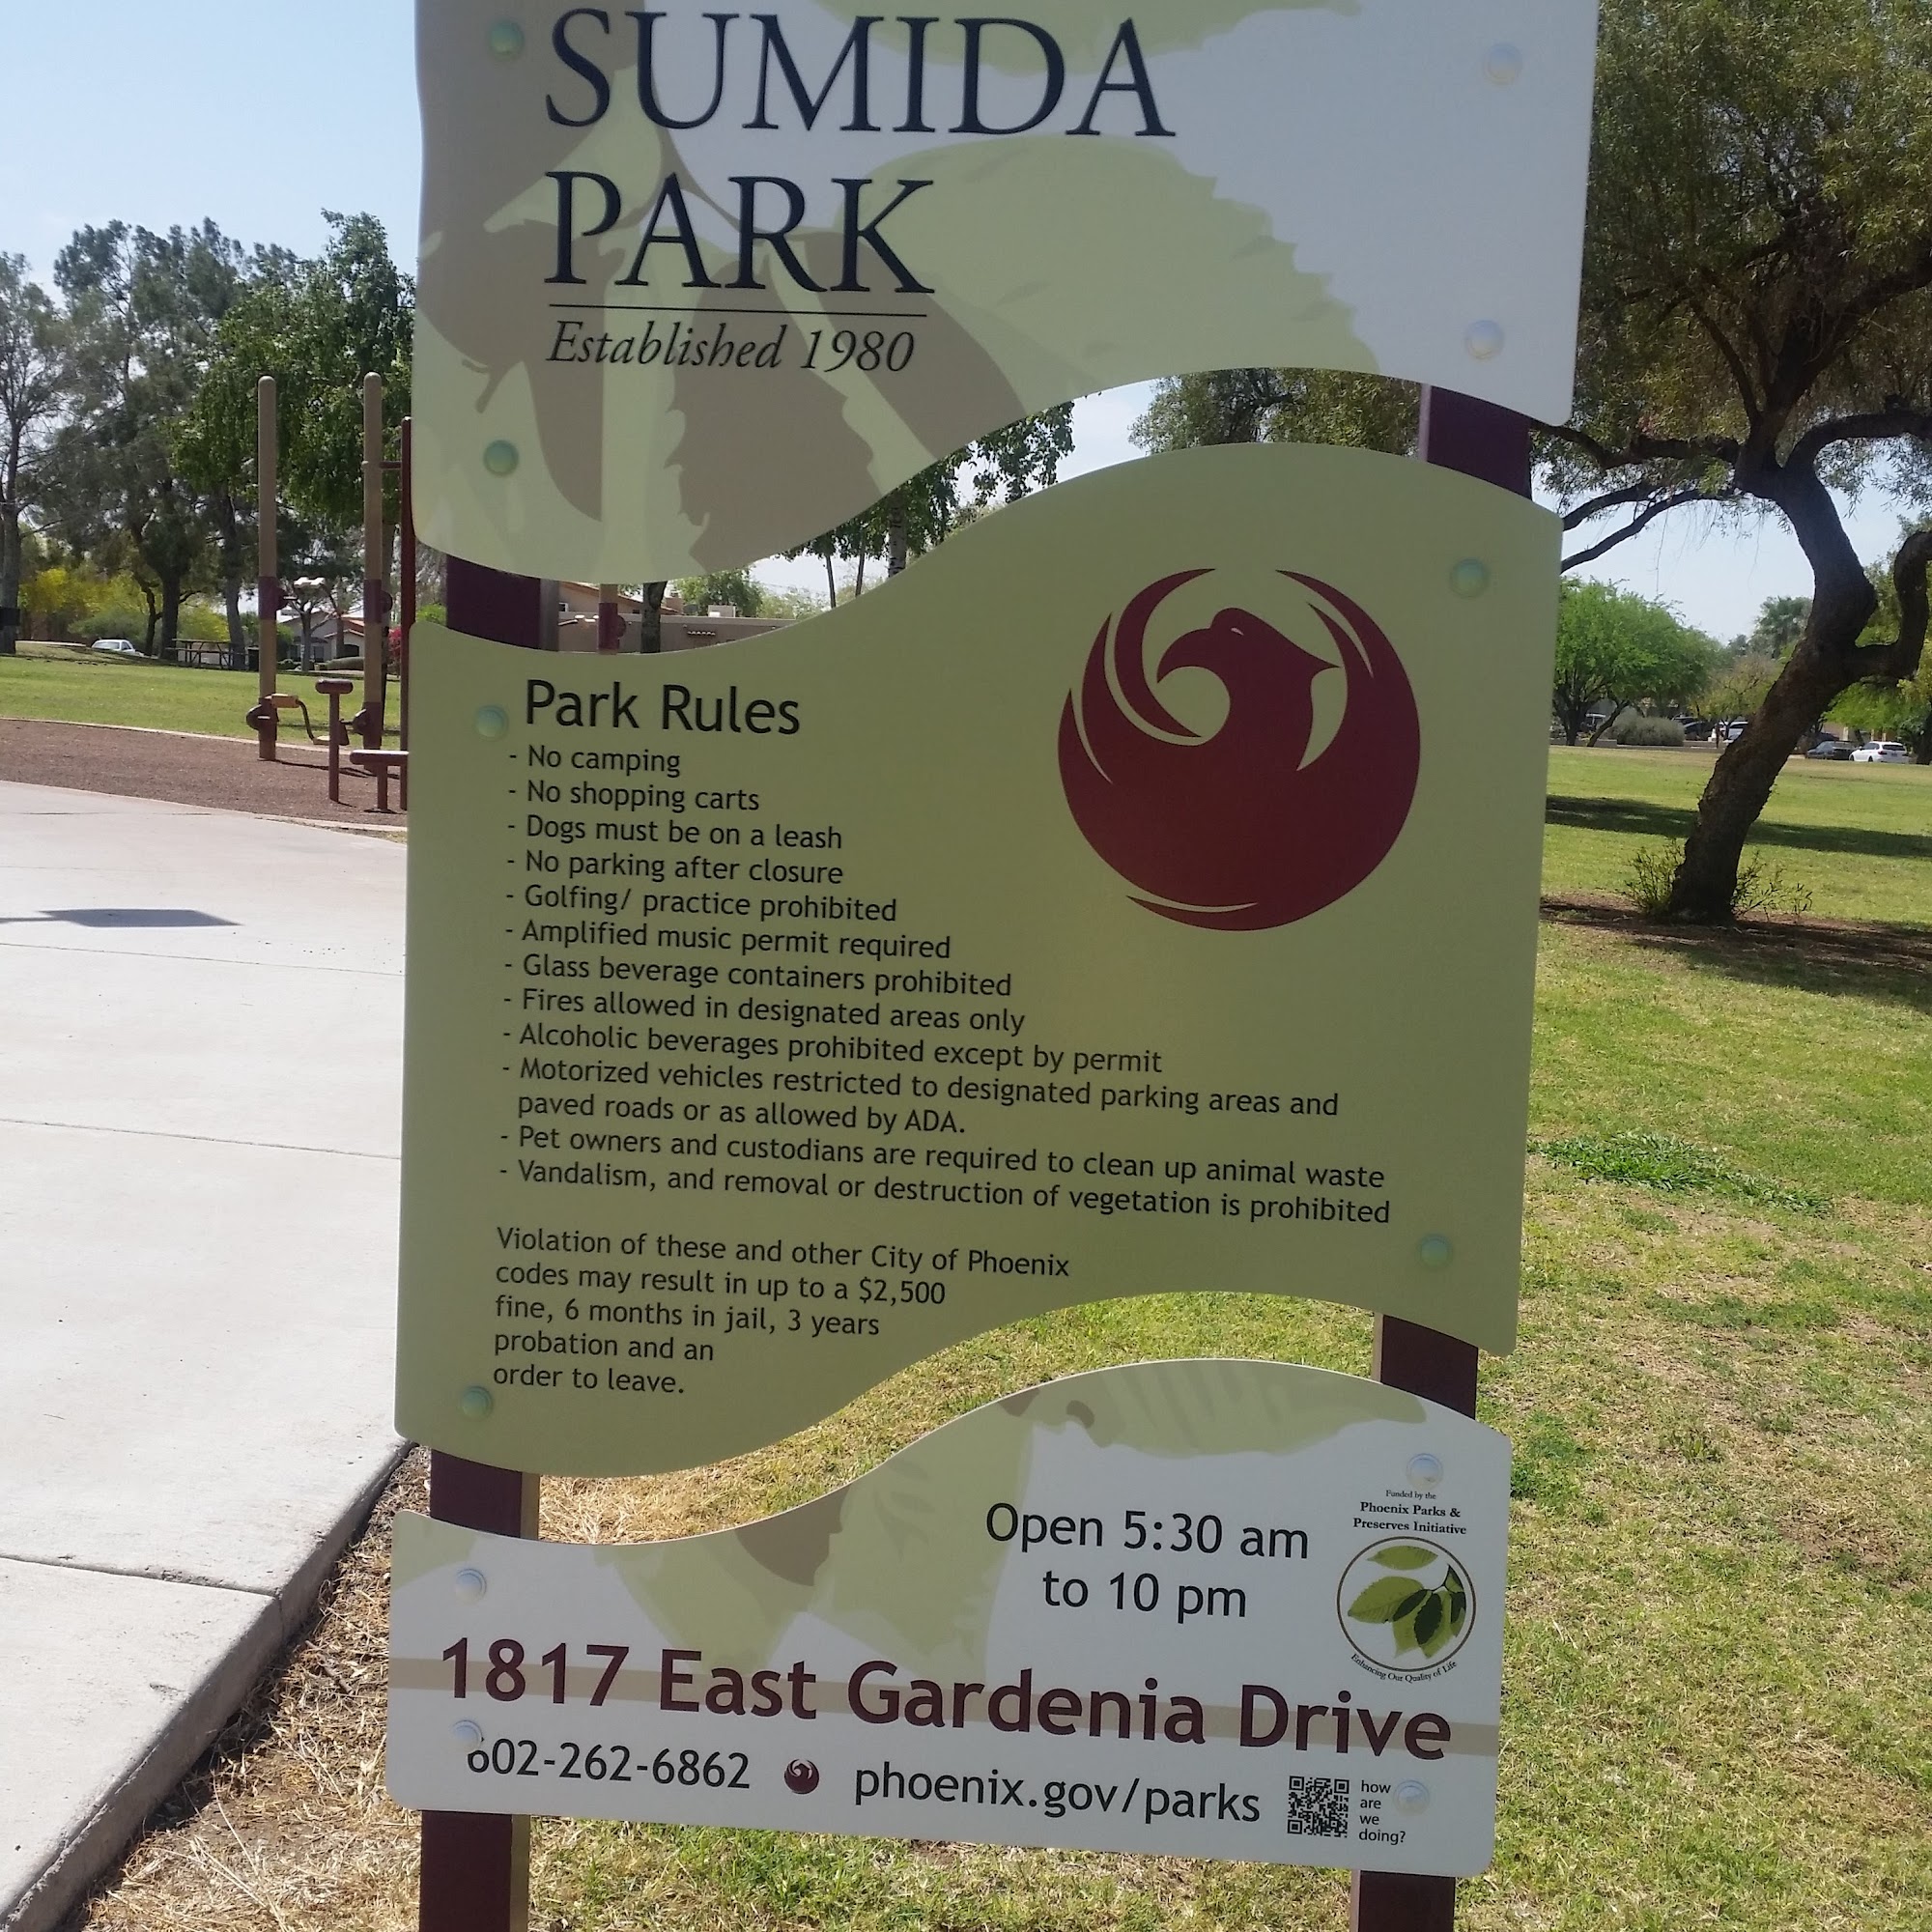 SUMIDA
PARK
Established 1980
Park Rules
- No camping
- No shopping carts
- Dogs must be on a leash
- No parking after closure
- Golfing/ practice prohibited
- Amplified music permit required
- Glass beverage containers prohibited
- Fires allowed in designated areas only
- Alcoholic beverages prohibited except by permit
- Motorized vehicles restricted to designated parking areas and
paved roads or as allowed by ADA.
- Pet owners and custodians are required to clean up animal waste
- Vandalism, and removal or destruction of vegetation is prohibited
Violation of these and other City of Phoenix
codes may result in up to a $2,500
fine, 6 months in jail, 3 years
probation and an
order to leave.
Open 5:30 am
to 10 pm
Funded by the
Phoenix Parks &
Preserves Initiative
Enhancing Our Quality of Life
1817 East Gardenia Drive
602-262-6862
phoenix.gov/parks
how
are
we
doing?